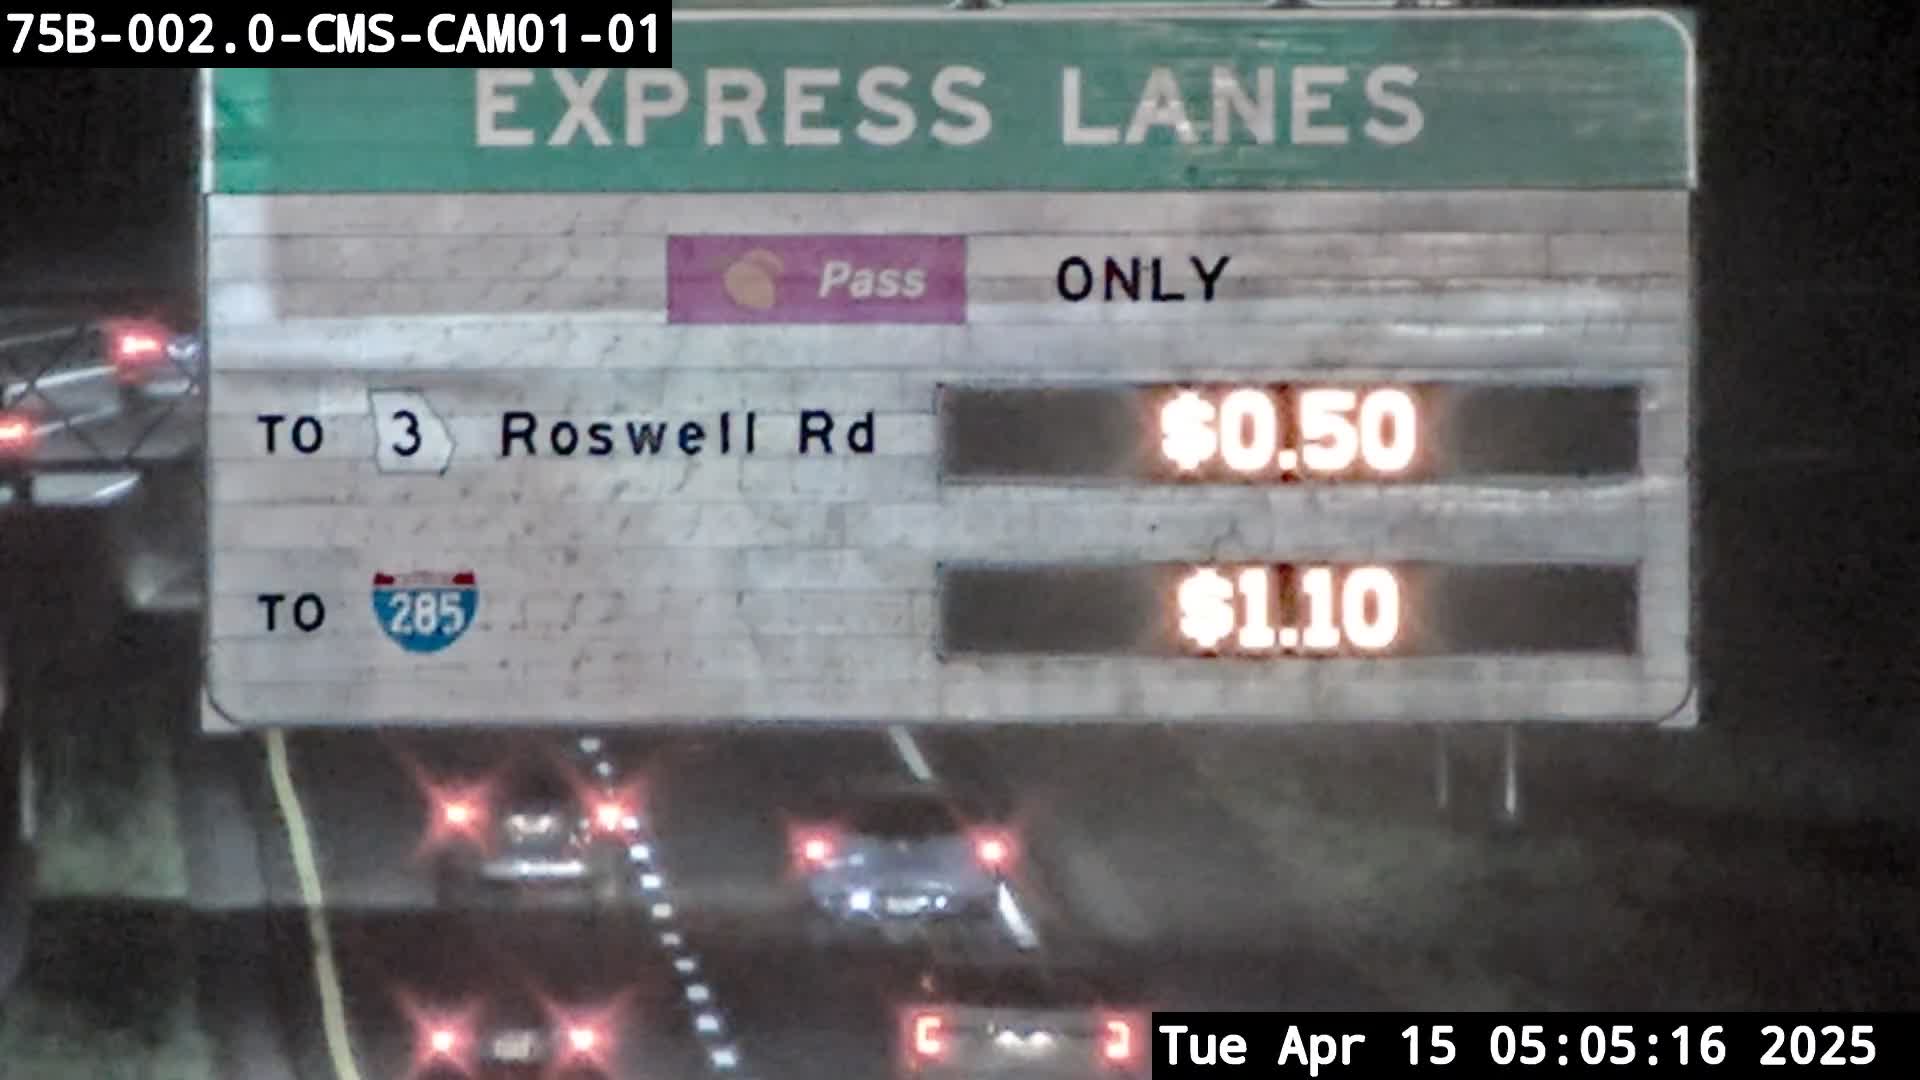 75B-002.0-CMS-CAM01-01
EXPRESS LANES
Pass ONLY
TO 3 Roswell Rd $0.50
TO 285 $1.10
Tue Apr 15 05:05:16 2025